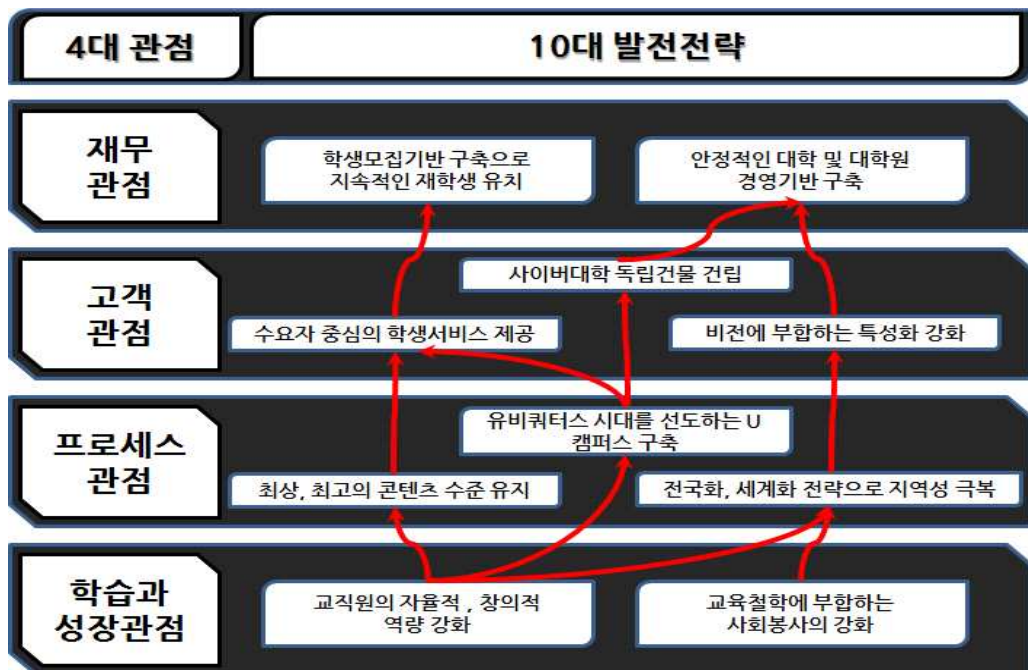 4대 관점
10대 발전전략
재무
관점
학생모집기반 구축으로
지속적인 재학생 유치
안정적인 대학 및 대학원
경영기반 구축
고객
관점
사이버대학 독립건물 건립
수요자 중심의 학생서비스 제공
비전에 부합하는 특성화 강화
프로세스
관점
유비쿼터스 시대를 선도하는 U
캠퍼스 구축
최상, 최고의 콘텐츠 수준 유지
전국화, 세계화 전략으로 지역성 극복
학습과
성장관점
교직원의 자율적 , 창의적
역량 강화
교육철학에 부합하는
사회봉사의 강화